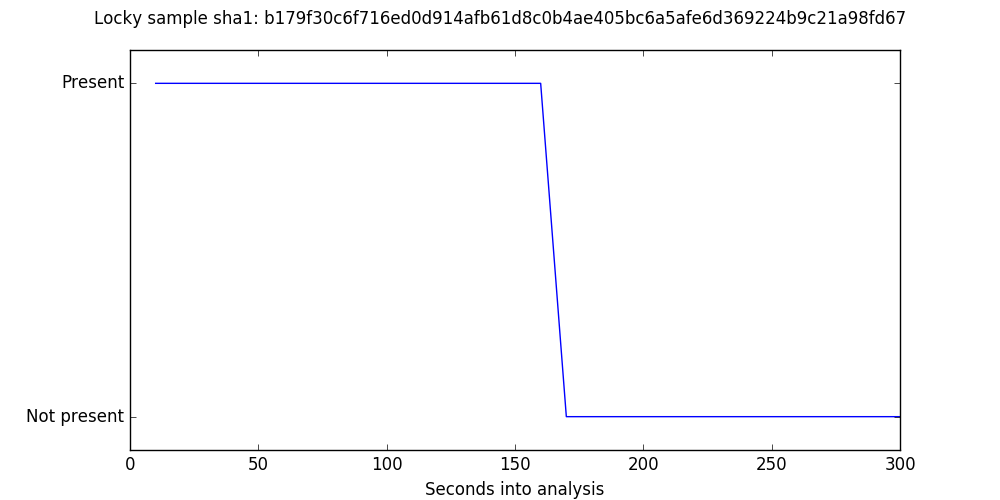 Locky sample sha1: b179f30c6f716ed0d914afb61d8c0b4ae405bc6a5afe6d369224b9c21a98fd67
Present
Not present
0 50 100 150 200 250 300
Seconds into analysis